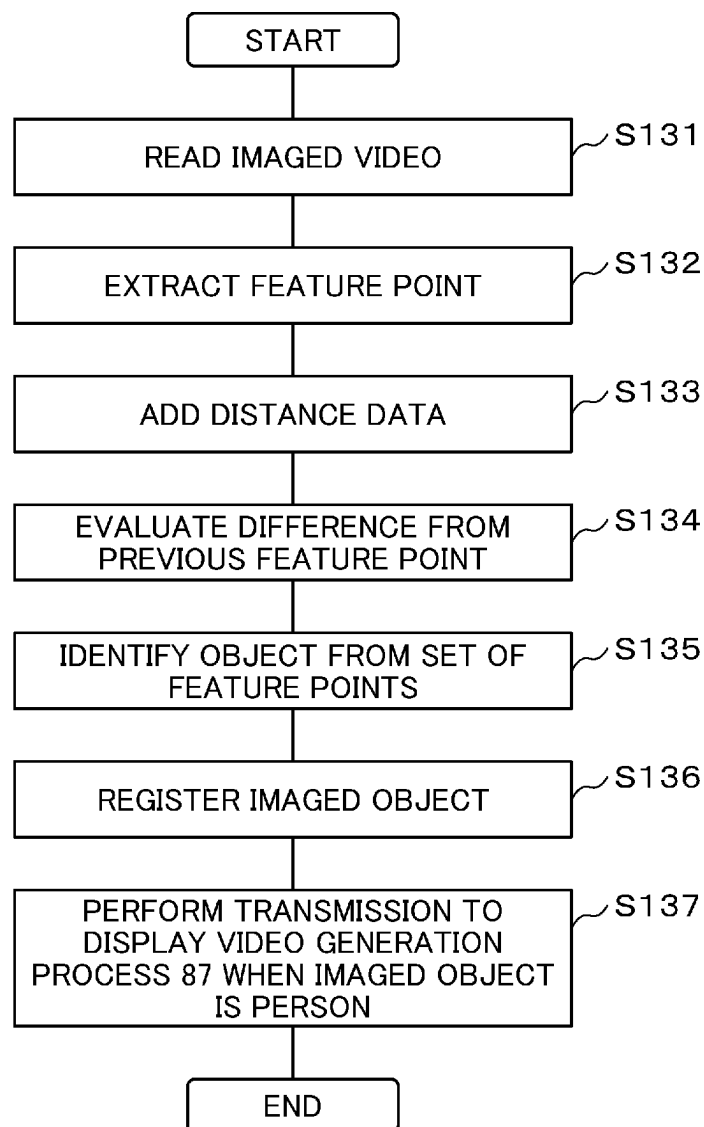 START
READ IMAGED VIDEO
S131
EXTRACT FEATURE POINT
S132
ADD DISTANCE DATA
S133
EVALUATE DIFFERENCE FROM
PREVIOUS FEATURE POINT
S134
IDENTIFY OBJECT FROM SET OF
FEATURE POINTS
S135
REGISTER IMAGED OBJECT
S136
PERFORM TRANSMISSION TO
DISPLAY VIDEO GENERATION
PROCESS 87 WHEN IMAGED OBJECT
IS PERSON
S137
END